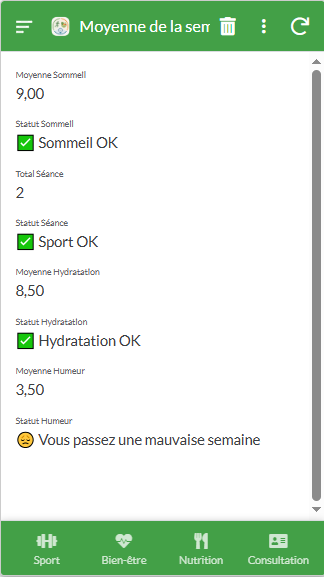 Moyenne de la sem
Moyenne Sommeil
9,00
Statut Sommeil
✅ Sommeil OK
Total Séance
2
Statut Séance
✅ Sport OK
Moyenne Hydratation
8,50
Statut Hydratation
✅ Hydratation OK
Moyenne Humeur
3,50
Statut Humeur
😔 Vous passez une mauvaise semaine
Sport Bien-être Nutrition Consultation